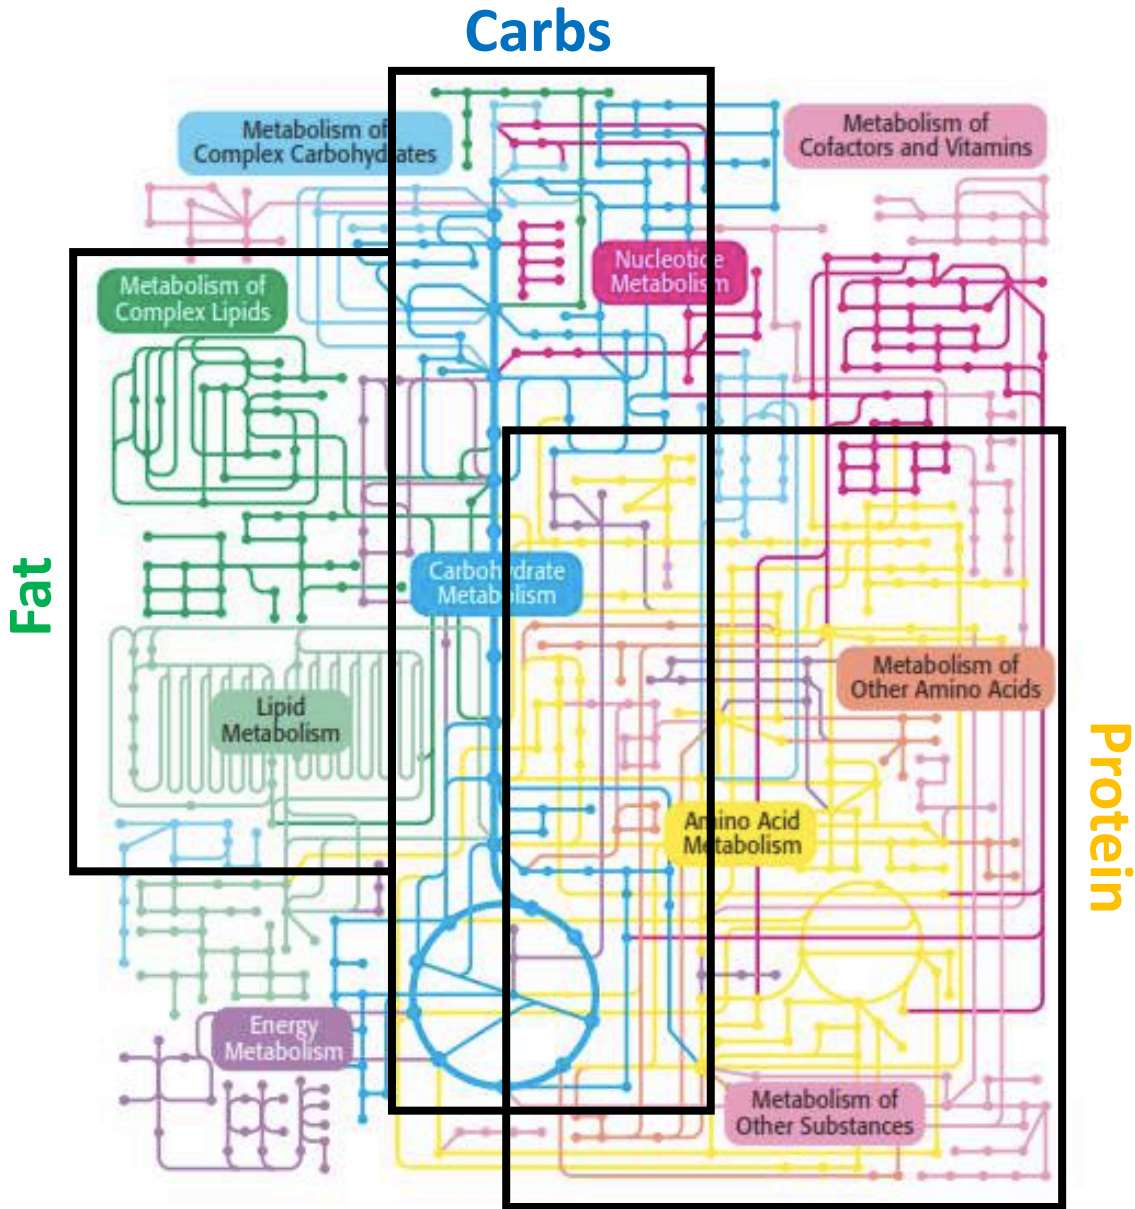 Carbs
Metabolism of
Complex Carbohydrates
Metabolism of
Cofactors and Vitamins
Nucleotide
Metabolism
Metabolism of
Complex Lipids
Fat
Carbohydrate
Metabolism
Metabolism of
Other Amino Acids
Lipid
Metabolism
Protein
Amino Acid
Metabolism
Energy
Metabolism
Metabolism of
Other Substances